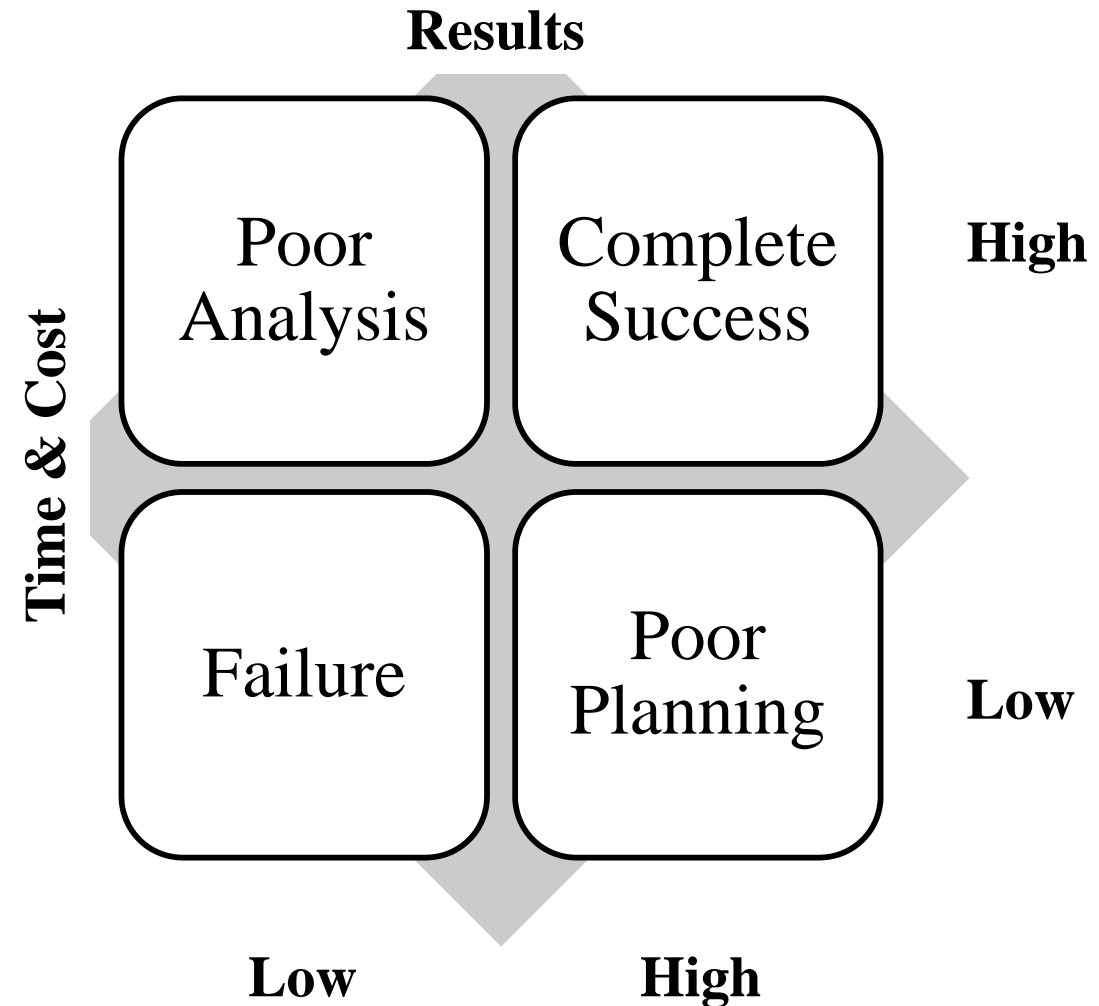 Results
Poor
Analysis
Complete
Success
High
Time & Cost
Failure
Poor
Planning
Low
Low
High